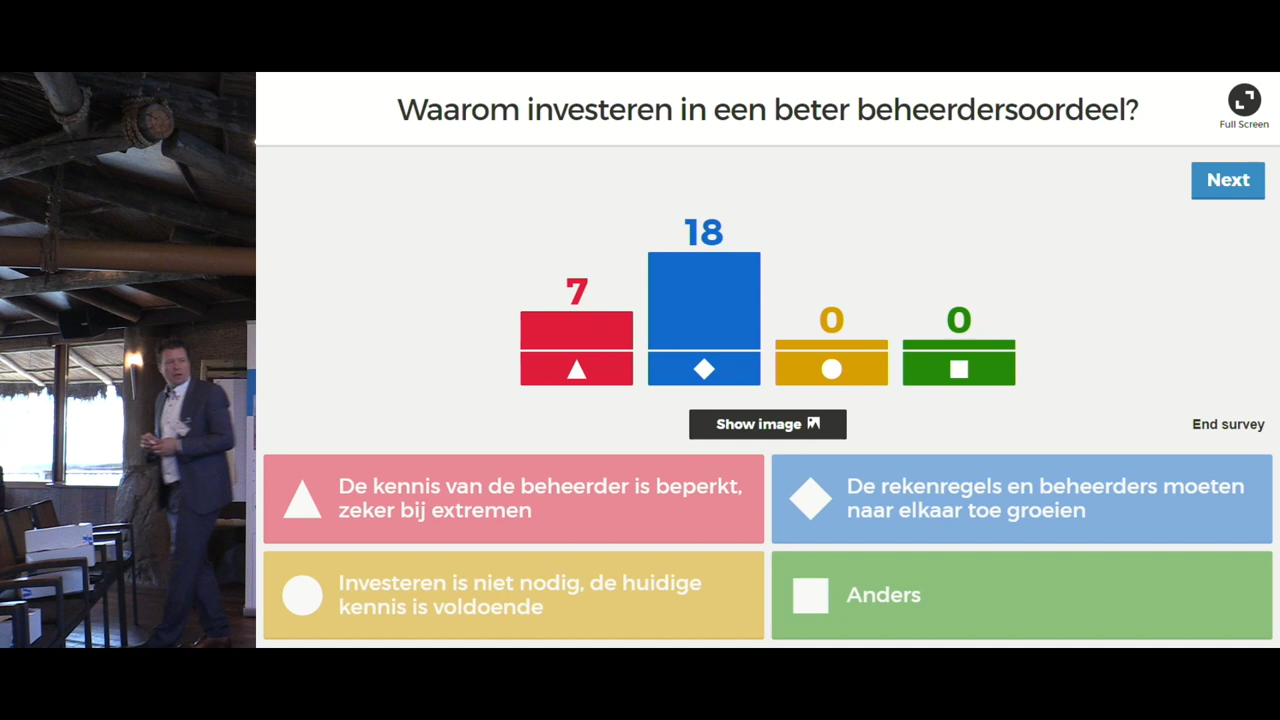 Waarom investeren in een beter beheerdersoordeel?
Full Screen
Next
7
18
0
0
Show image
End survey
De kennis van de beheerder is beperkt,
zeker bij extremen
De rekenregels en beheerders moeten
naar elkaar toe groeien
Investeren is niet nodig, de huidige
kennis is voldoende
Anders